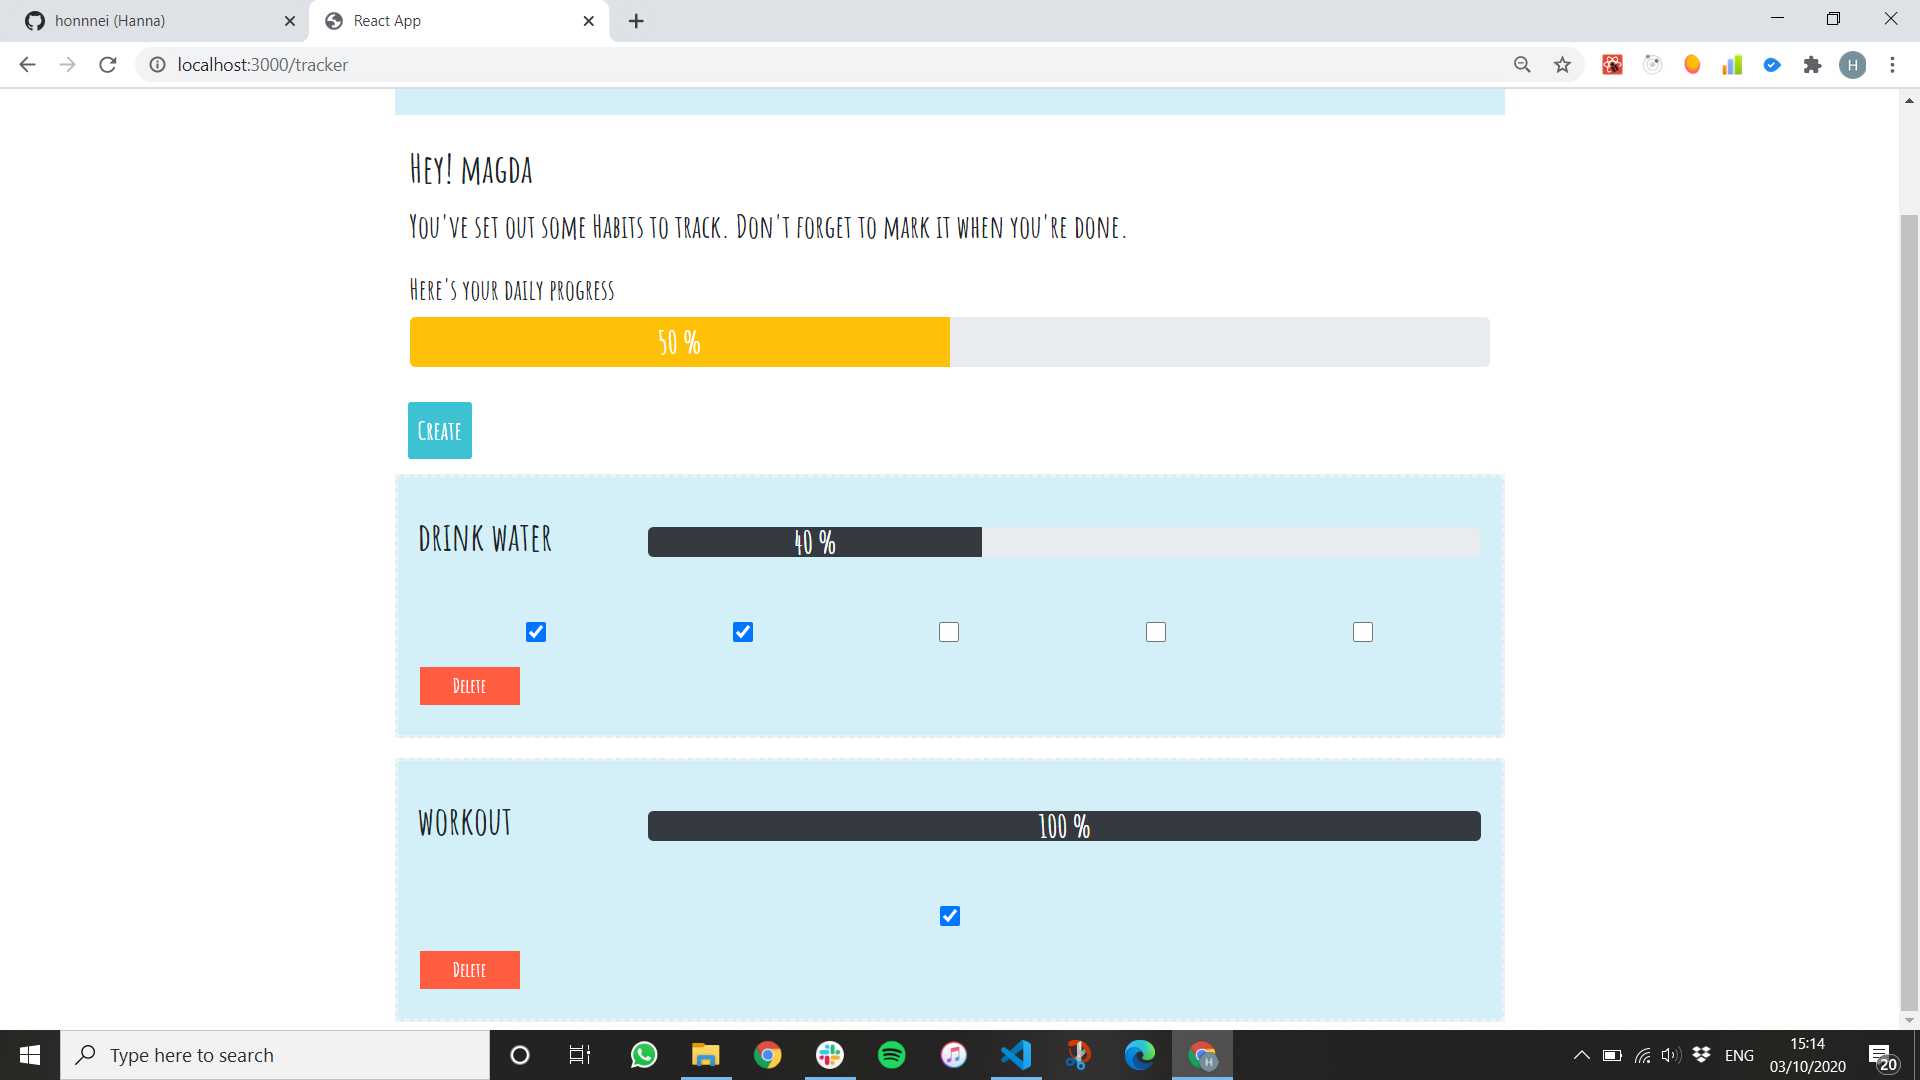 honnnei (Hanna)
React App
localhost:3000/tracker
H
Hey! magda
You've set out some Habits to track. Don't forget to mark it when you're done.
Here's your daily progress
50 %
Create
drink water
40 %
Delete
workout
100 %
Delete
Type here to search
H
ENG
15:14
03/10/2020
20